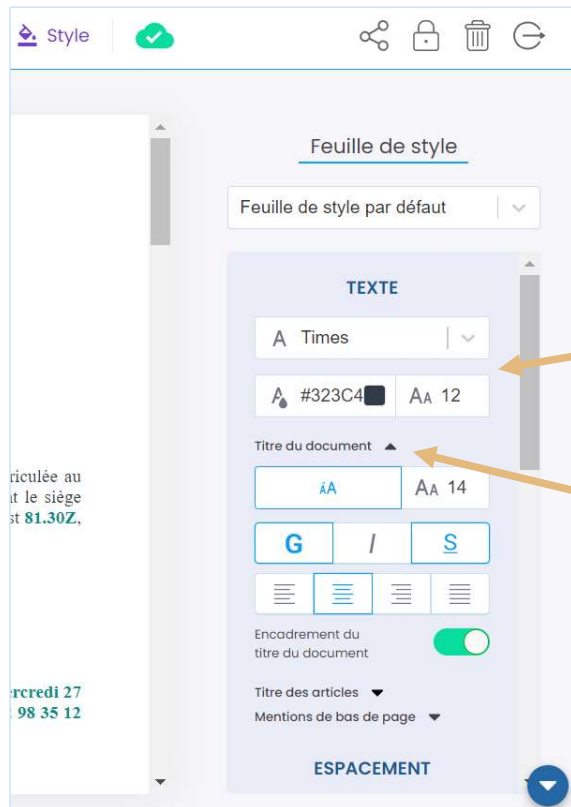 Style
Feuille de style
Feuille de style par défaut
TEXTE
A Times
#323C4
AA 12
Titre du document
AA
AA 14
G I S
Encadrement du
titre du document
Titre des articles
Mentions de bas de page
ESPACEMENT
riculée au
t le siège
st 81.30Z,
rcredi 27
98 35 12